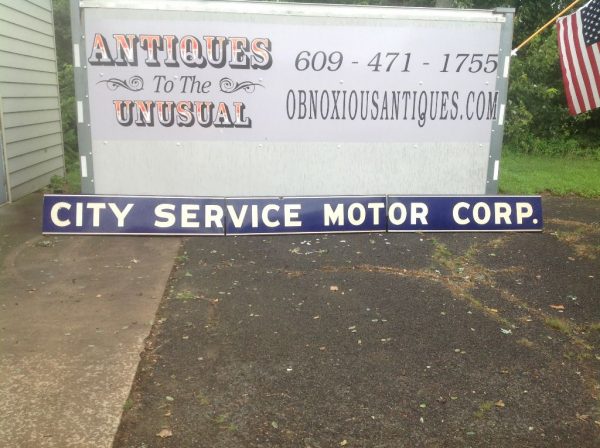 ANTIQUES
To The
UNUSUAL
609 - 471 - 1755
OBNOXIOUSANTIQUES.COM
CITY SERVICE MOTOR CORP.